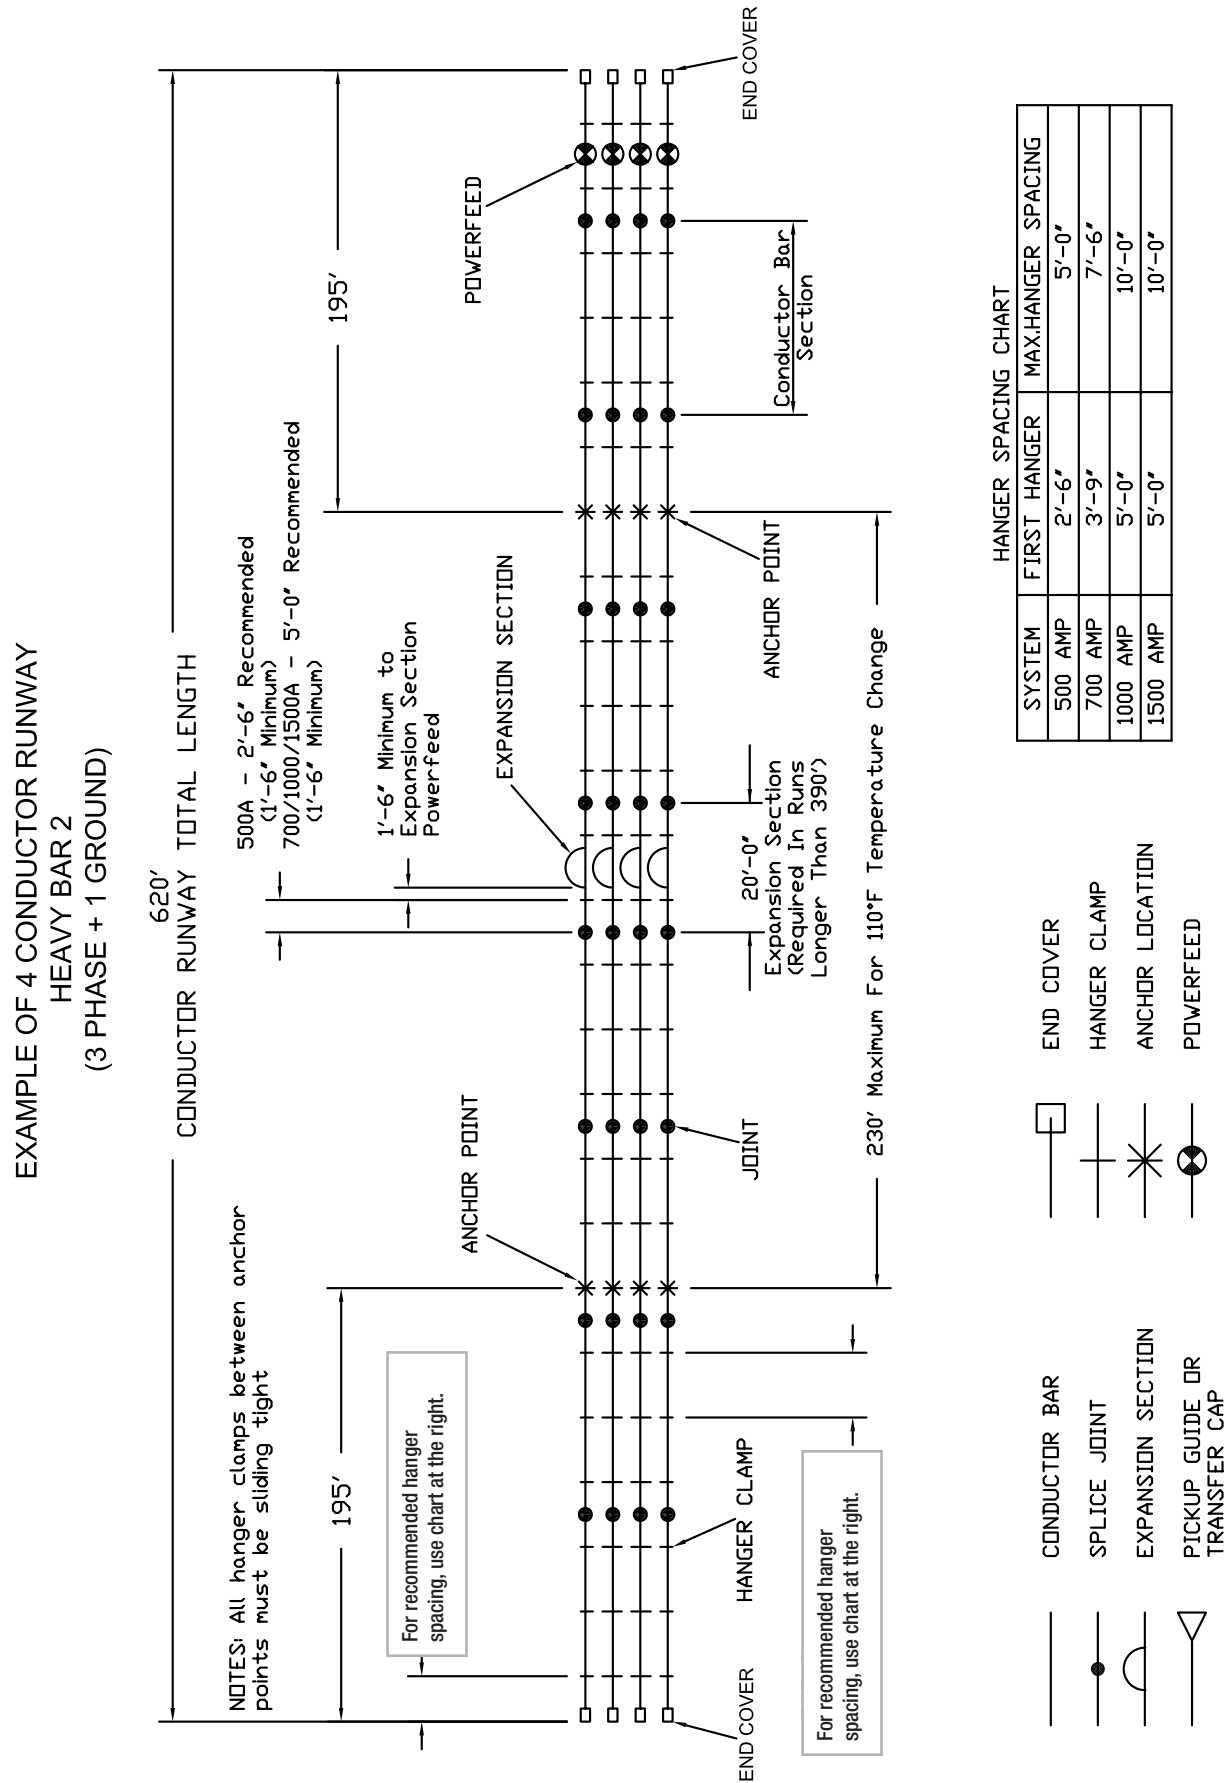 EXAMPLE OF 4 CONDUCTOR RUNWAY
HEAVY BAR 2
(3 PHASE + 1 GROUND)
620'
CONDUCTOR RUNWAY TOTAL LENGTH
NOTES: All hanger clamps between anchor
points must be sliding tight
500A - 2'-6" Recommended
(1'-6" Minimum)
700/1000/1500A - 5'-0" Recommended
(1'-6" Minimum)
195'
195'
1'-6" Minimum to
Expansion Section
Powerfeed
For recommended hanger
spacing, use chart at the right.
ANCHOR POINT
EXPANSION SECTION
POWERFEED
END COVER
HANGER CLAMP
JOINT
20'-0"
Expansion Section
(Required In Runs
Longer Than 390')
ANCHOR POINT
Conductor Bar
Section
END COVER
For recommended hanger
spacing, use chart at the right.
230' Maximum For 110°F Temperature Change
CONDUCTOR BAR
SPLICE JOINT
EXPANSION SECTION
PICKUP GUIDE OR
TRANSFER CAP
END COVER
HANGER CLAMP
ANCHOR LOCATION
POWERFEED
HANGER SPACING CHART
SYSTEM FIRST HANGER MAX.HANGER SPACING
500 AMP 2'-6" 5'-0"
700 AMP 3'-9" 7'-6"
1000 AMP 5'-0" 10'-0"
1500 AMP 5'-0" 10'-0"